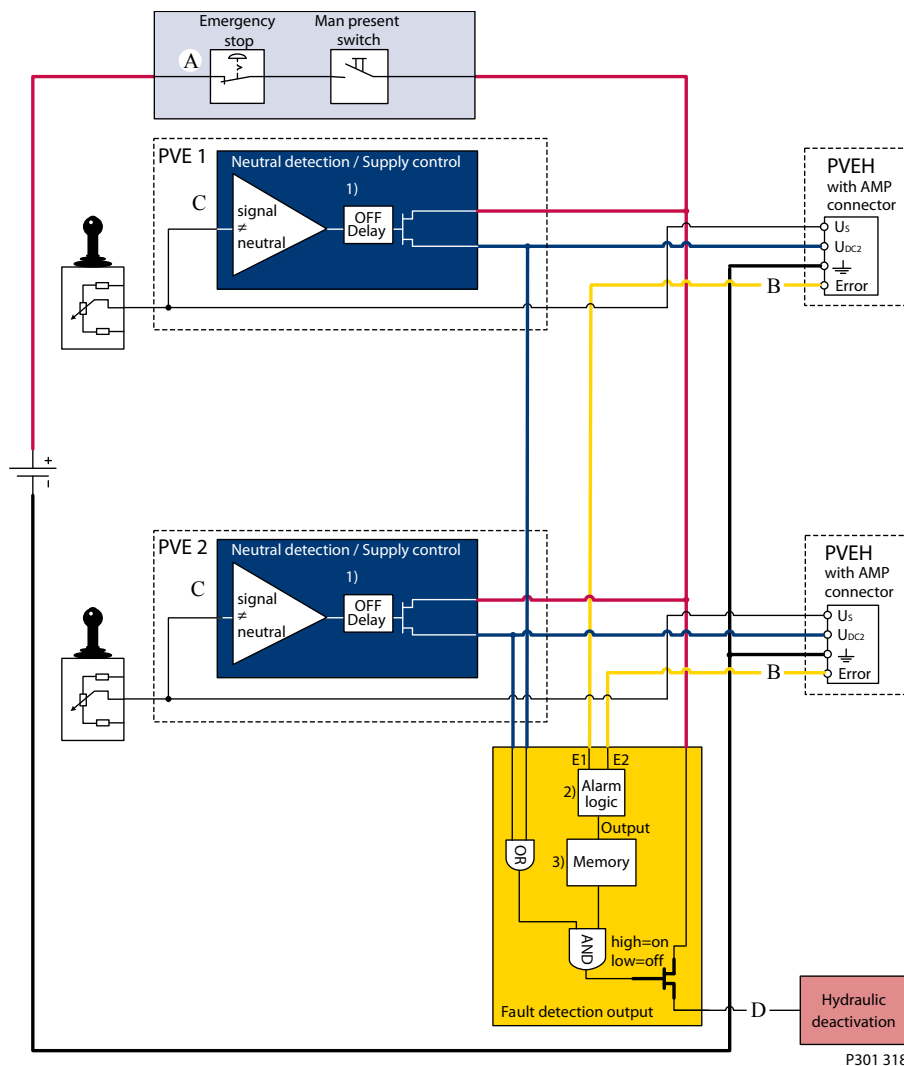 Emergency
stop
Man present
switch
A
PVE 1
Neutral detection / Supply control
1)
C
signal
≠
neutral
OFF
Delay
PVEH
with AMP
connector
US
UDC2
Error
B
+
-
PVE 2
Neutral detection / Supply control
1)
C
signal
≠
neutral
OFF
Delay
PVEH
with AMP
connector
US
UDC2
Error
B
E1
E2
2)
Alarm
logic
Output
OR
3)
Memory
AND
high=on
low=off
Fault detection output
D
Hydraulic
deactivation
P301 318